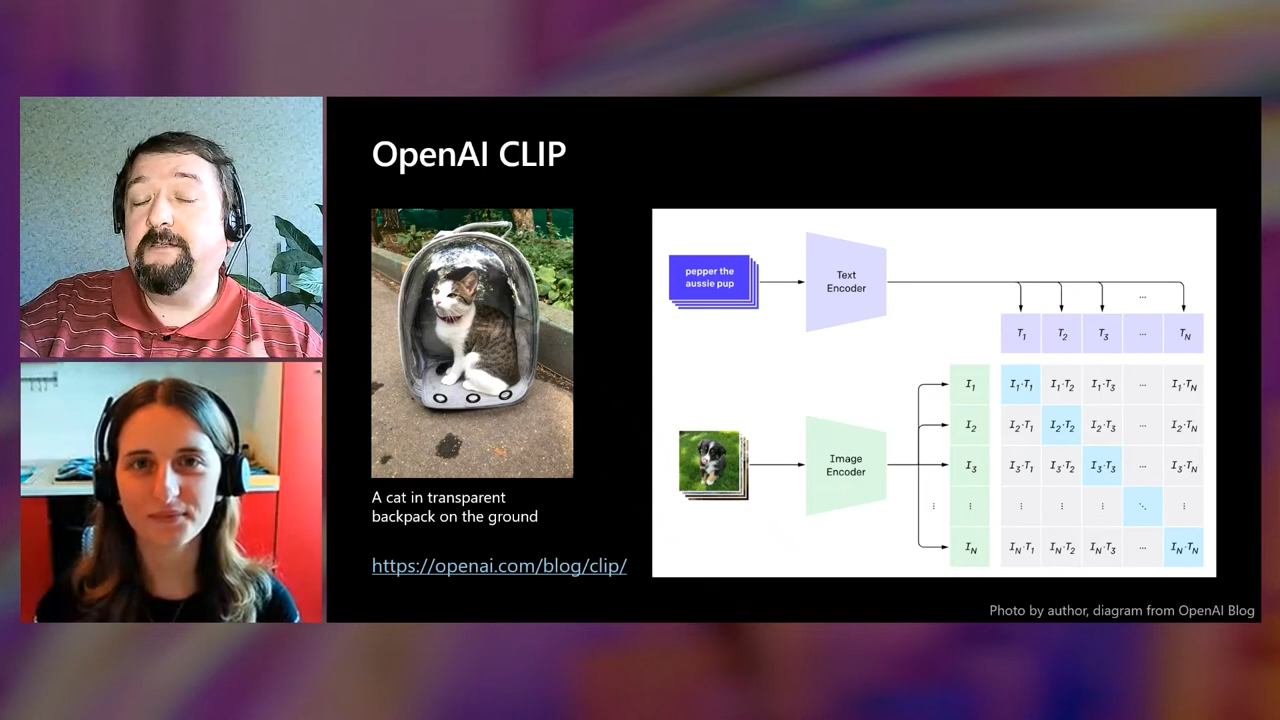 OpenAI CLIP
A cat in transparent
backpack on the ground
https://openai.com/blog/clip/
pepper the
aussie pup
Text
Encoder
...
T1 T2 T3 ... TN
Image
Encoder
I1 I1·T1 I1·T2 I1·T3 ... I1·TN
I2 I2·T1 I2·T2 I2·T3 ... I2·TN
I3 I3·T1 I3·T2 I3·T3 ... I3·TN
⋮ ⋮ ⋮ ⋮ ⋮ ⋱ ⋮
IN IN·T1 IN·T2 IN·T3 ... IN·TN
Photo by author, diagram from OpenAI Blog